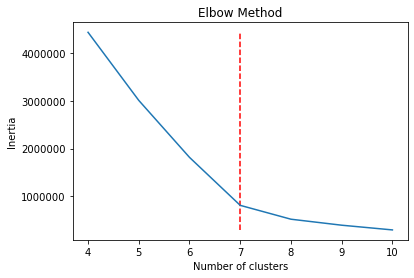 Elbow Method
4000000
3000000
2000000
1000000
Inertia
4 5 6 7 8 9 10
Number of clusters